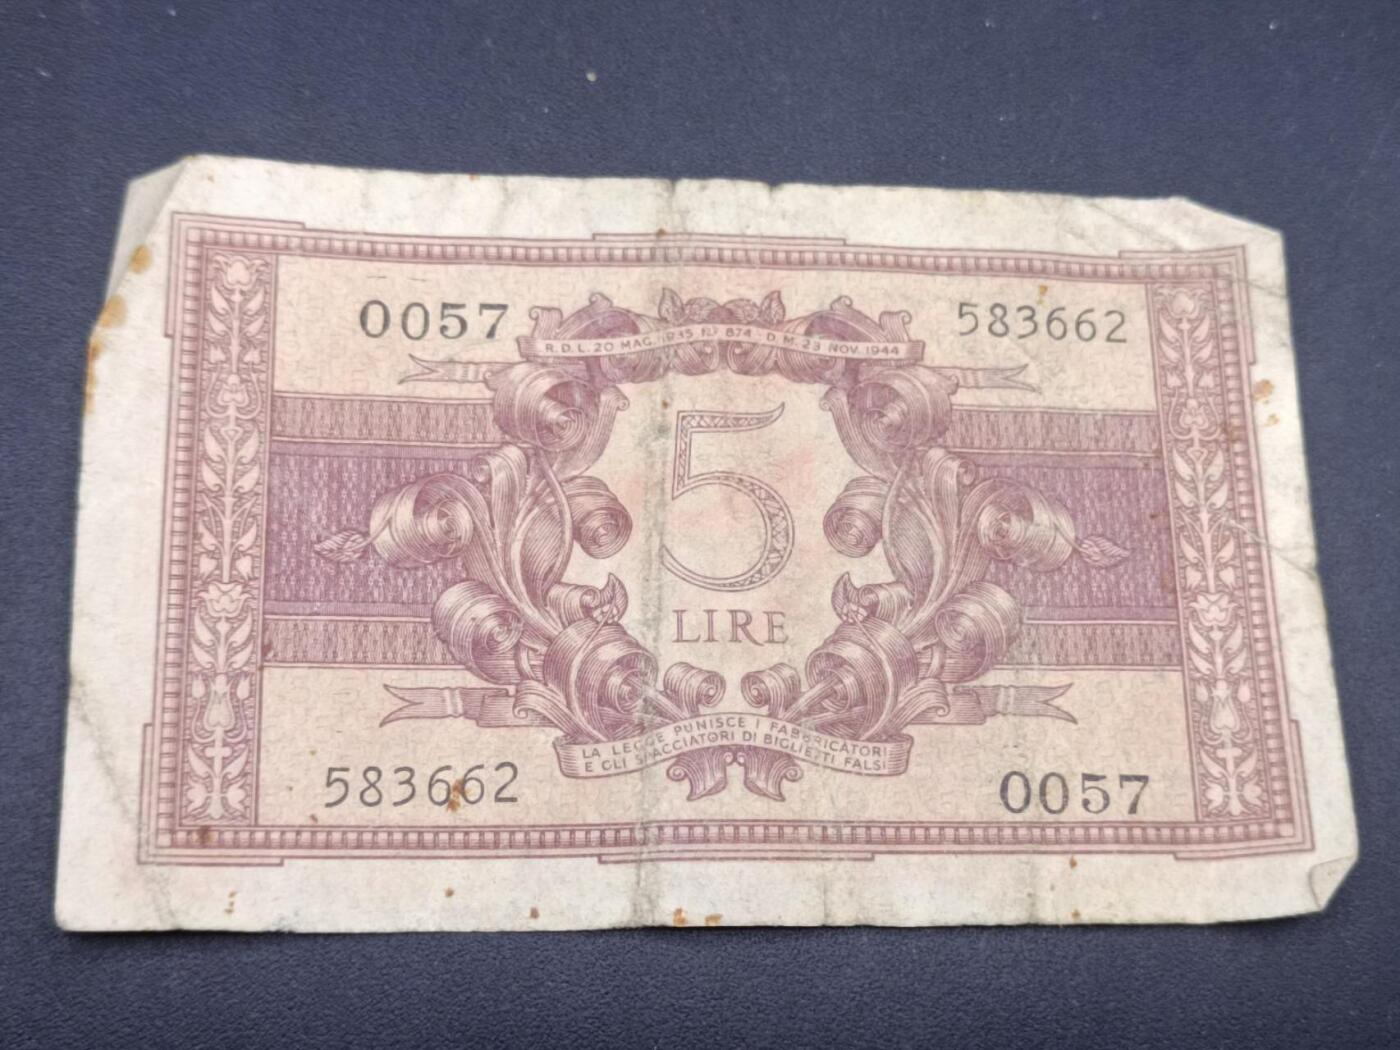 0057
583662
R.D.L. 20 MAG. 1935 Nº 874 - D.M. 23 NOV. 1944
5
LIRE
LA LEGGE PUNISCE I FABBRICATORI
E GLI SPACCIATORI DI BIGLIETTI FALSI
583662
0057